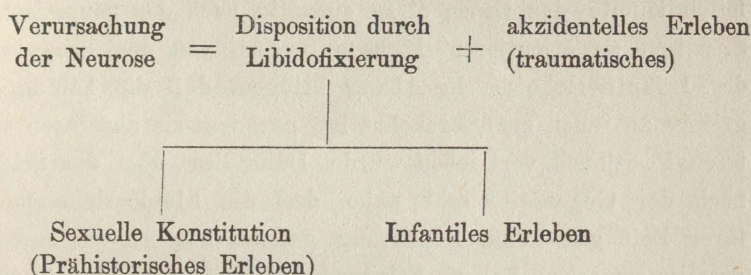 Verursachung Disposition durch akzidentelles Erleben
der Neurose = Libidofixierung + (traumatisches)
Sexuelle Konstitution Infantiles Erleben
(Prähistorisches Erleben)